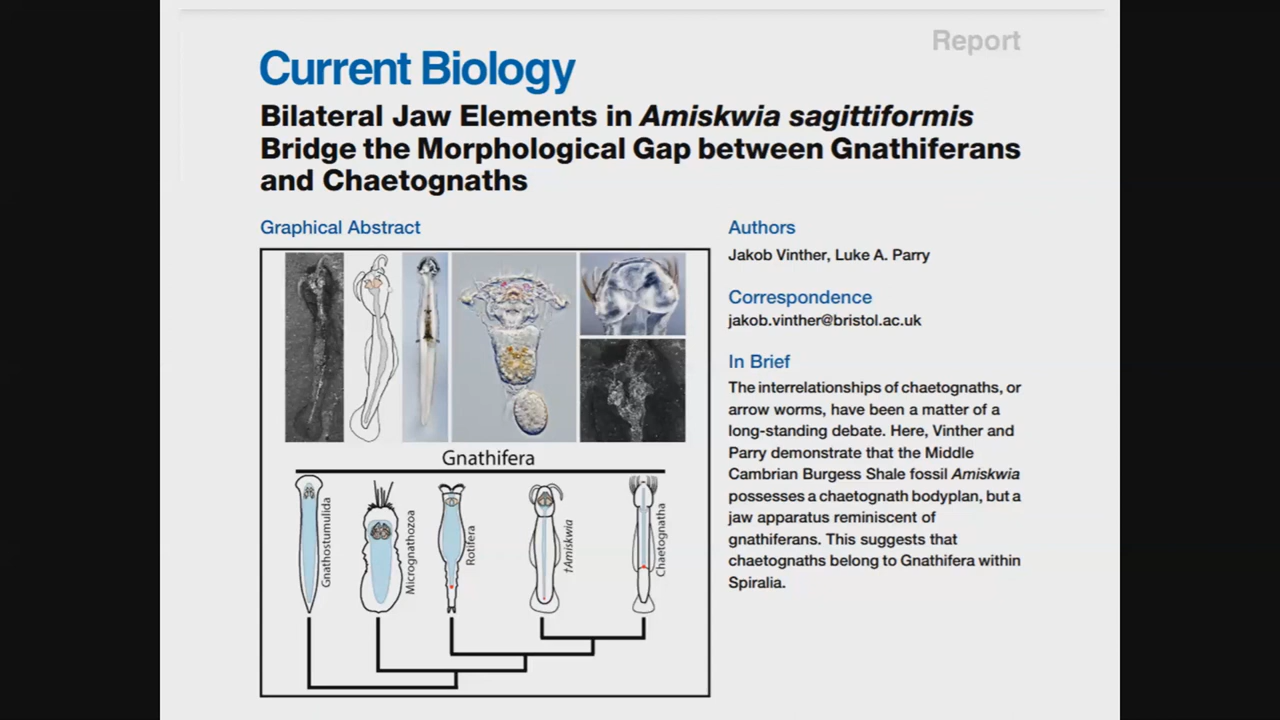 Report
Current Biology
Bilateral Jaw Elements in Amiskwia sagittiformis
Bridge the Morphological Gap between Gnathiferans
and Chaetognaths
Graphical Abstract
Gnathifera
Gnathostumulida
Micrognathozoa
Rotifera
†Amiskwia
Chaetognatha
Authors
Jakob Vinther, Luke A. Parry
Correspondence
jakob.vinther@bristol.ac.uk
In Brief
The interrelationships of chaetognaths, or
arrow worms, have been a matter of a
long-standing debate. Here, Vinther and
Parry demonstrate that the Middle
Cambrian Burgess Shale fossil Amiskwia
possesses a chaetognath bodyplan, but a
jaw apparatus reminiscent of
gnathiferans. This suggests that
chaetognaths belong to Gnathifera within
Spiralia.